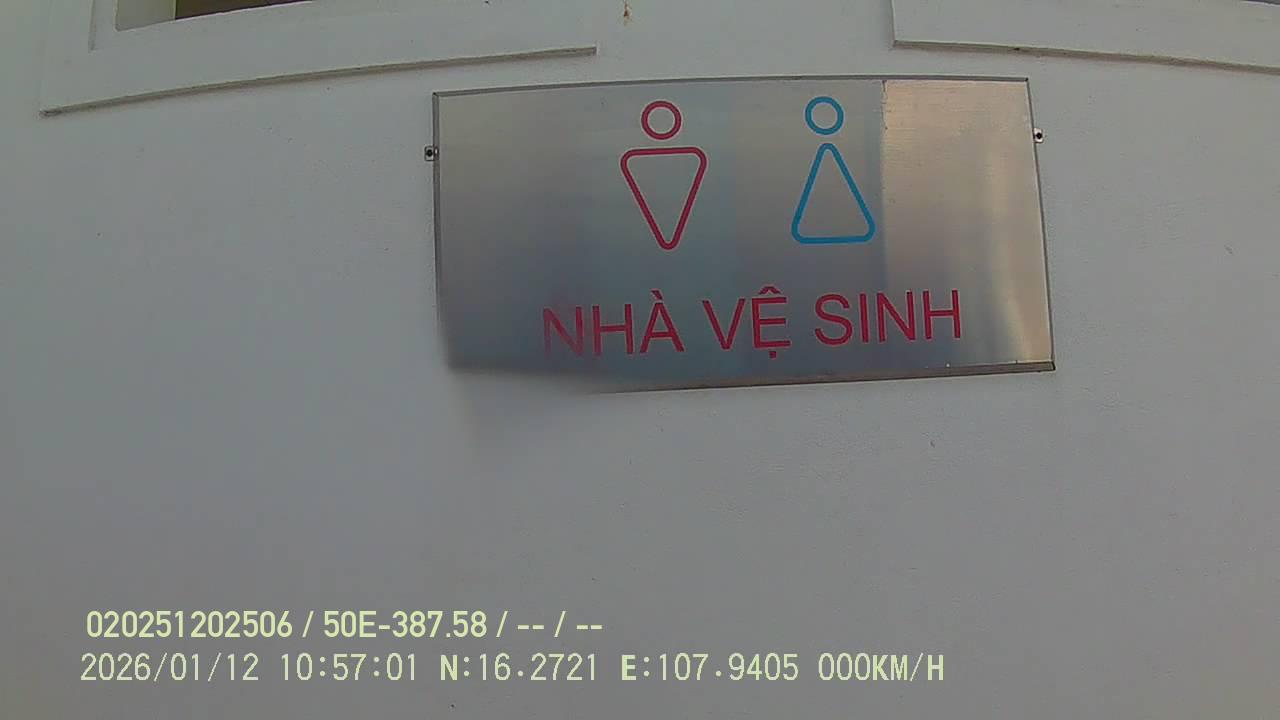 NHÀ VỆ SINH
020251202506 / 50E-387.58 / -- / --
2026/01/12 10:57:01 N:16.2721 E:107.9405 000KM/H